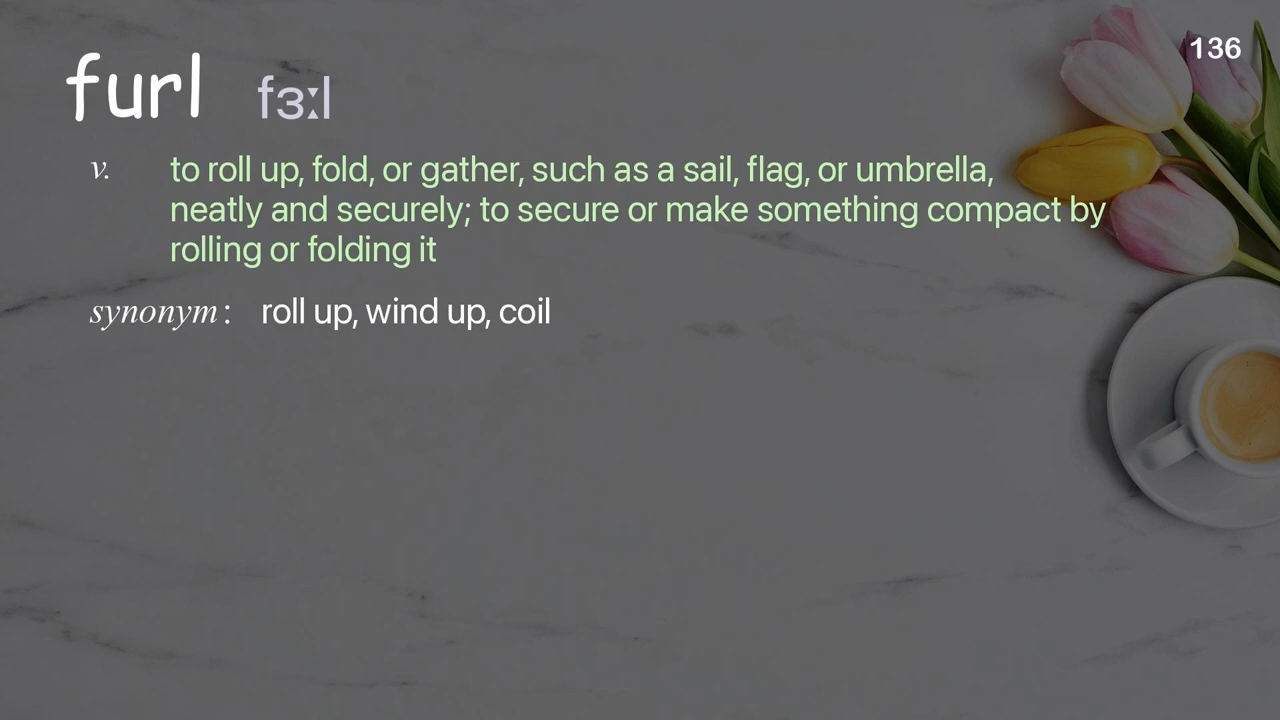 136
furl fɜːl
v. to roll up, fold, or gather, such as a sail, flag, or umbrella,
neatly and securely; to secure or make something compact by
rolling or folding it
synonym : roll up, wind up, coil